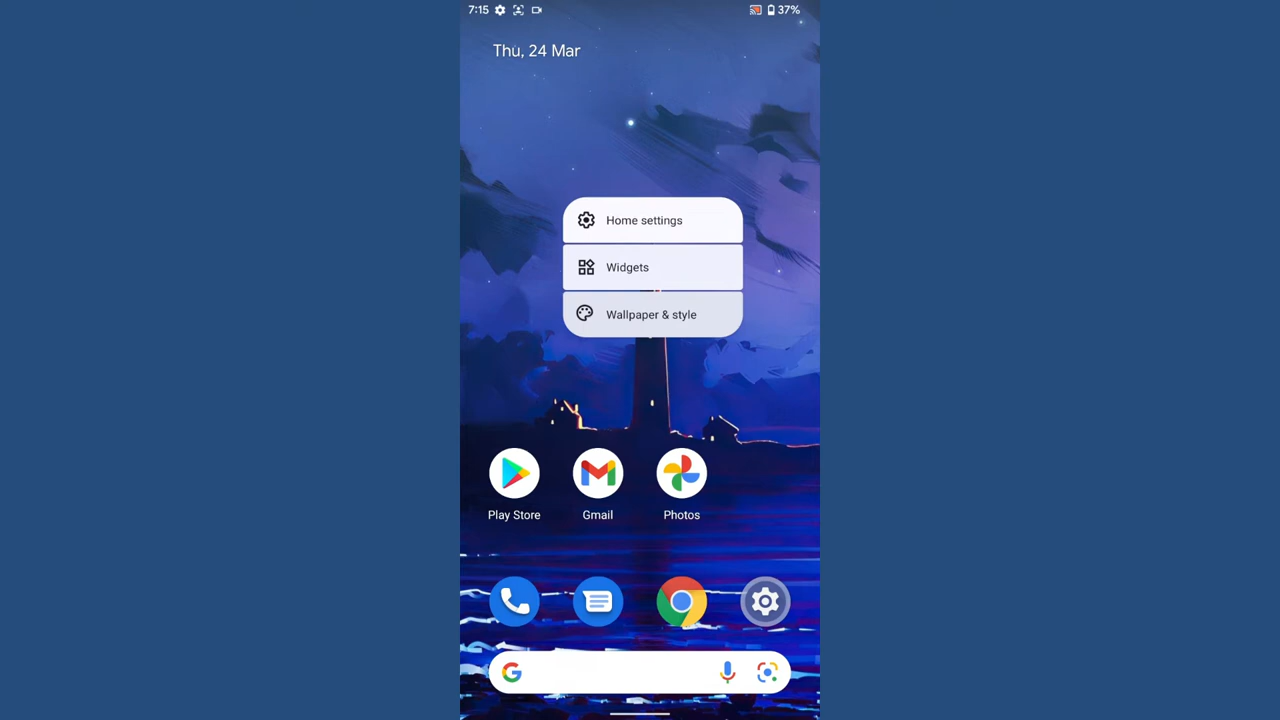 7:15 37%
Thu, 24 Mar
Home settings
Widgets
Wallpaper & style
Play Store Gmail Photos